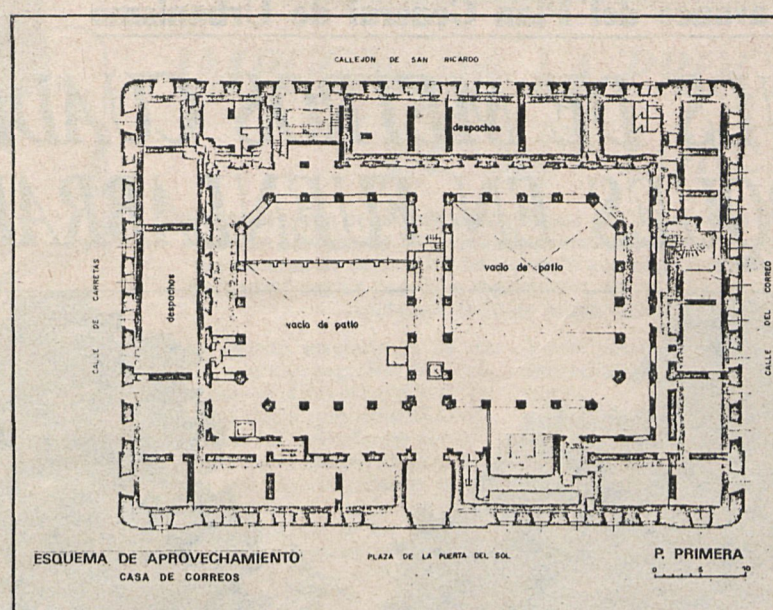 CALLEJON DE SAN RICARDO
despachos
CALLE DE CARRETAS
despachos
vacio de patio
vacio de patio
CALLE DEL CORREO
ESQUEMA DE APROVECHAMIENTO
CASA DE CORREOS
PLAZA DE LA PUERTA DEL SOL
P. PRIMERA
0 5 10